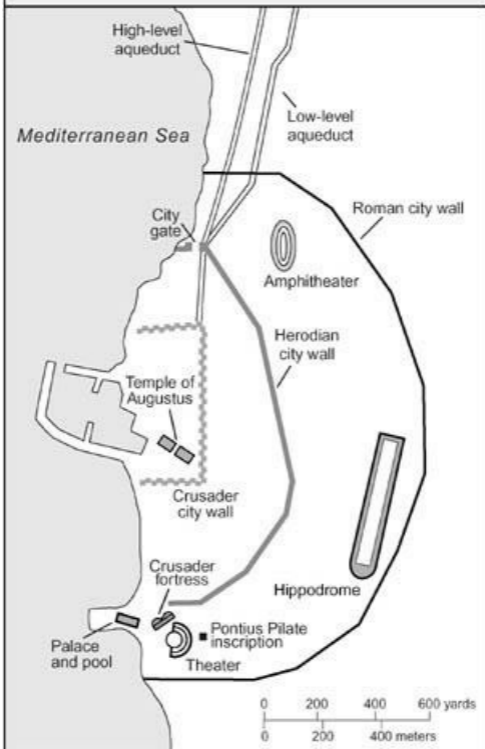 High-level
aqueduct
Low-level
aqueduct
Mediterranean Sea
City
gate
Roman city wall
Amphitheater
Herodian
city wall
Temple of
Augustus
Crusader
city wall
Crusader
fortress
Hippodrome
Palace
and pool
Pontius Pilate
inscription
Theater
0 200 400 600 yards
0 200 400 meters